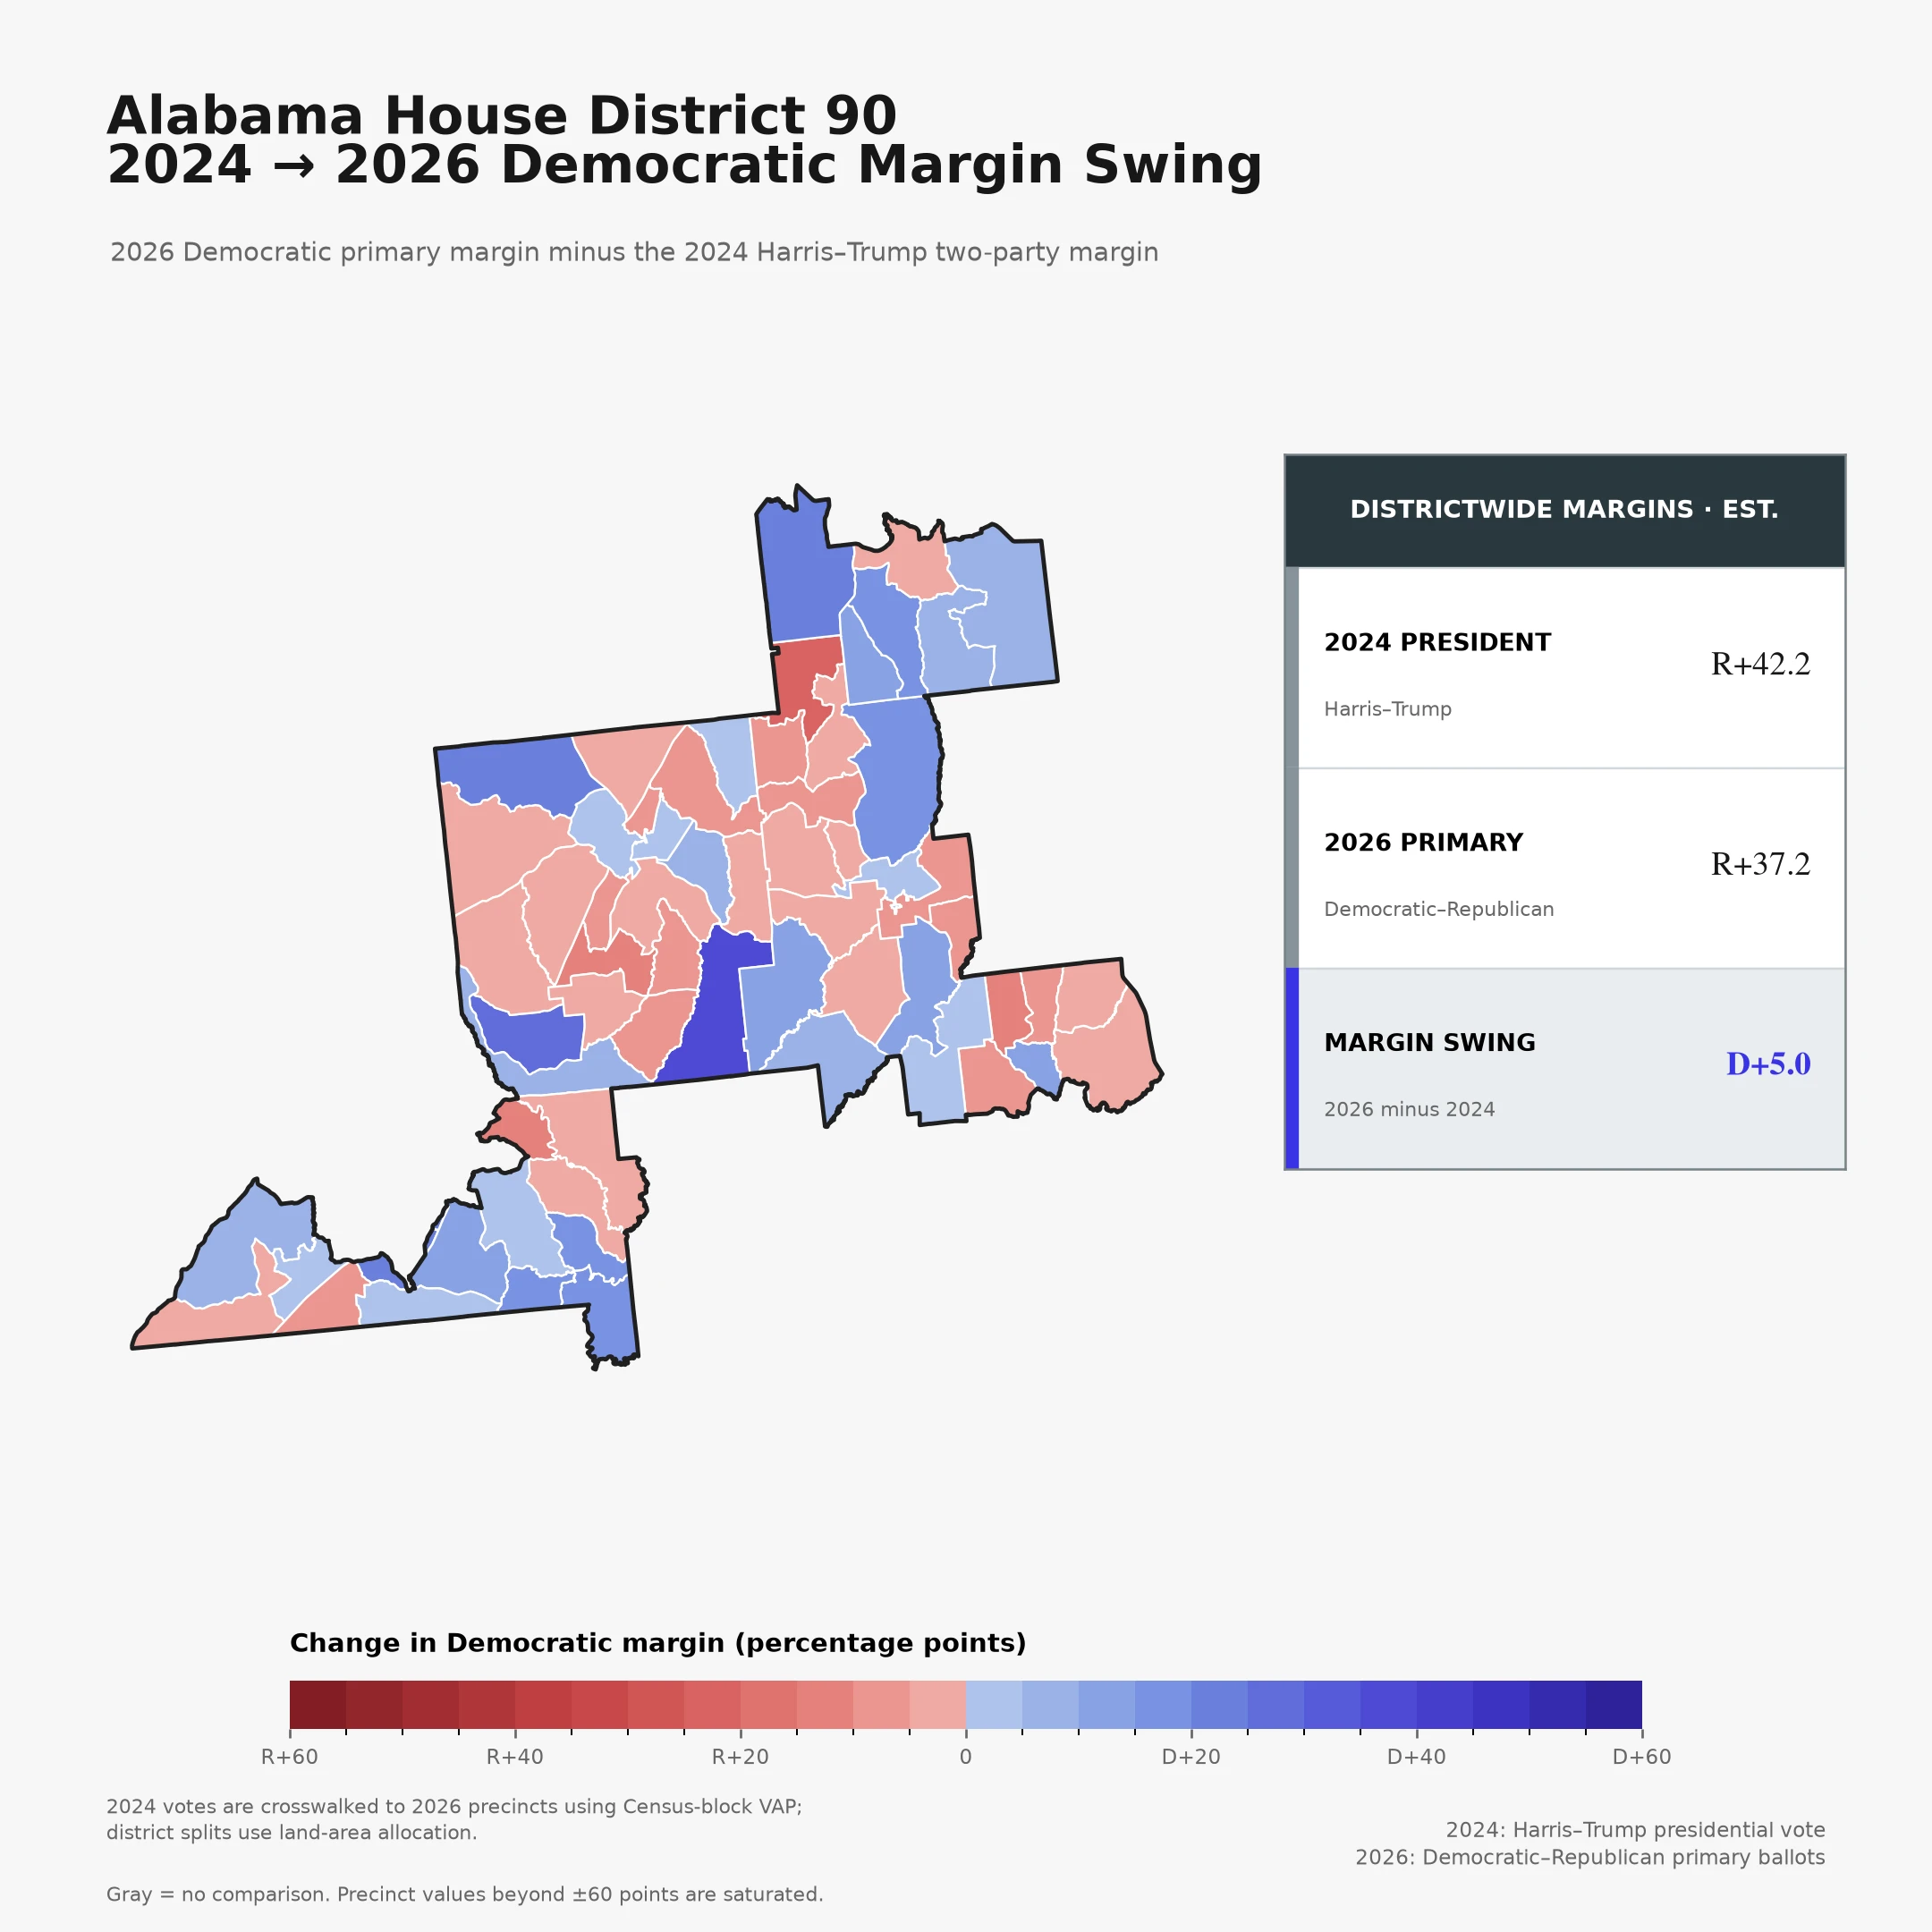 Alabama House District 90
2024 → 2026 Democratic Margin Swing
2026 Democratic primary margin minus the 2024 Harris–Trump two-party margin
DISTRICTWIDE MARGINS · EST.
2024 PRESIDENT
R+42.2
Harris–Trump
2026 PRIMARY
R+37.2
Democratic–Republican
MARGIN SWING
D+5.0
2026 minus 2024
Change in Democratic margin (percentage points)
R+60 R+40 R+20 0 D+20 D+40 D+60
2024 votes are crosswalked to 2026 precincts using Census-block VAP;
district splits use land-area allocation.
2024: Harris–Trump presidential vote
2026: Democratic–Republican primary ballots
Gray = no comparison. Precinct values beyond ±60 points are saturated.